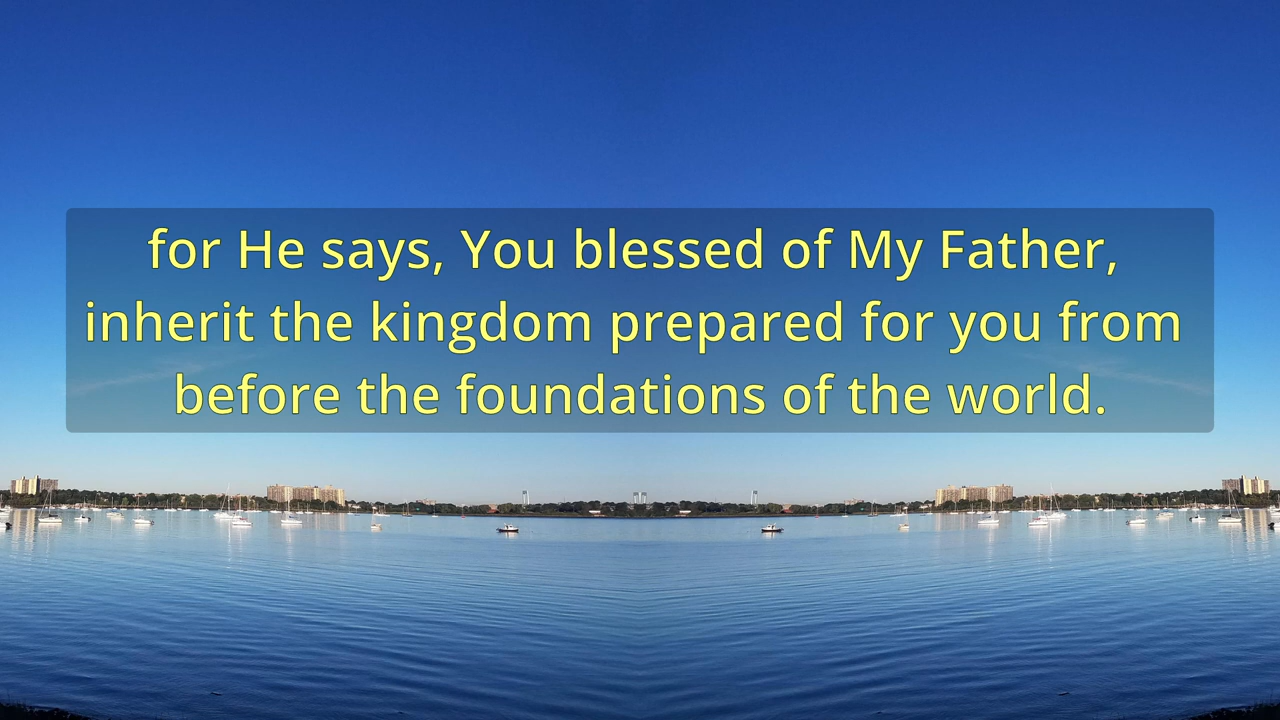 for He says, You blessed of My Father,
inherit the kingdom prepared for you from
before the foundations of the world.